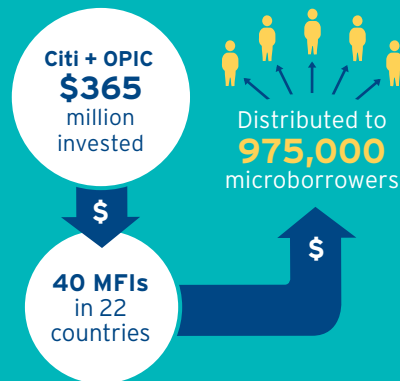 Citi + OPIC
$365
million
invested
$
40 MFIs
in 22
countries
$
Distributed to
975,000
microborrowers